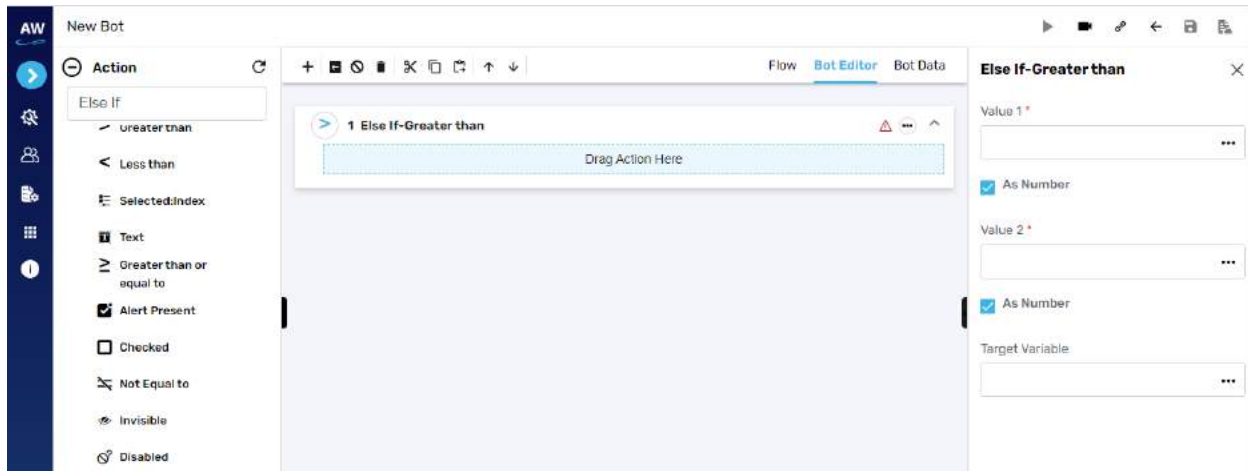 AW
New Bot
Action
Else If
Greater than
Less than
Selected:Index
Text
Greater than or
equal to
Alert Present
Checked
Not Equal to
Invisible
Disabled
Flow
Bot Editor
Bot Data
1 Else If-Greater than
Drag Action Here
Else If-Greater than
Value 1 *
As Number
Value 2 *
As Number
Target Variable